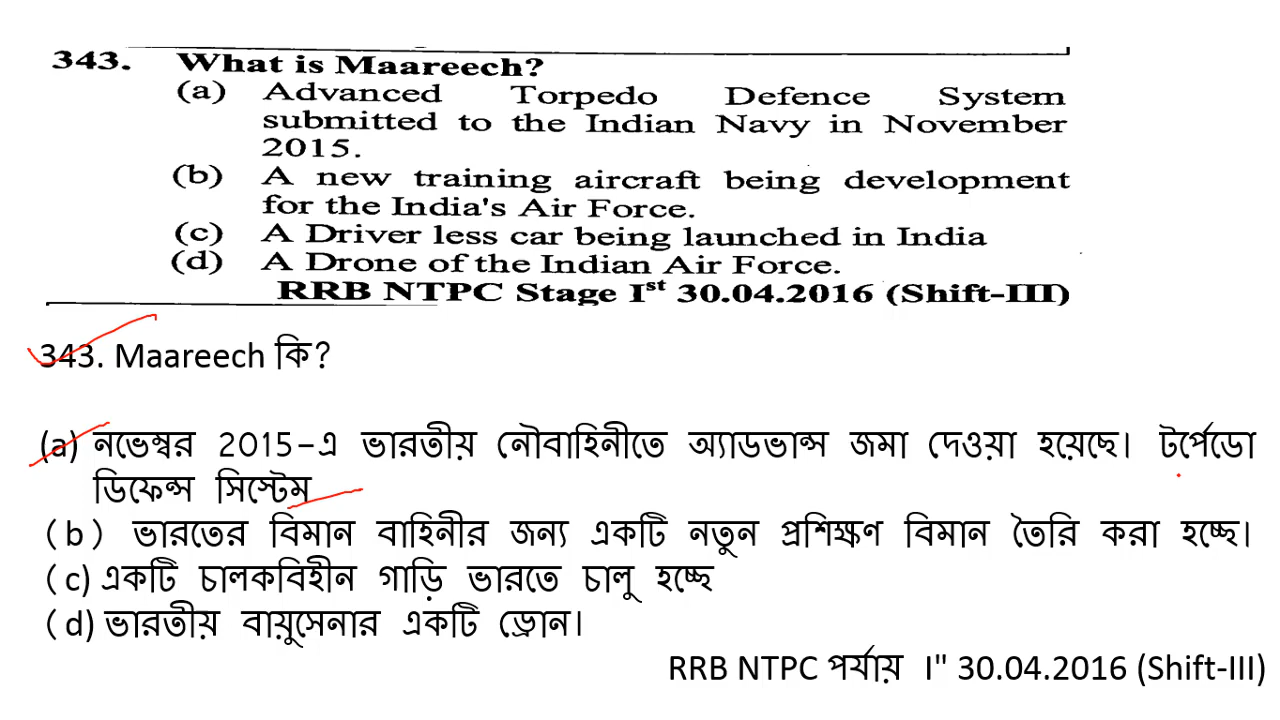 343. What is Maareech?
(a) Advanced Torpedo Defence System
submitted to the Indian Navy in November
2015.
(b) A new training aircraft being development
for the India's Air Force.
(c) A Driver less car being launched in India
(d) A Drone of the Indian Air Force.
RRB NTPC Stage Ist 30.04.2016 (Shift-III)
343. Maareech কি?
(a) নভেম্বর 2015-এ ভারতীয় নৌবাহিনীতে অ্যাডভান্স জমা দেওয়া হয়েছে। টর্পেডো
ডিফেন্স সিস্টেম
(b) ভারতের বিমান বাহিনীর জন্য একটি নতুন প্রশিক্ষণ বিমান তৈরি করা হচ্ছে।
(c) একটি চালকবিহীন গাড়ি ভারতে চালু হচ্ছে
(d) ভারতীয় বায়ুসেনার একটি ড্রোন।
RRB NTPC পর্যায় I" 30.04.2016 (Shift-III)